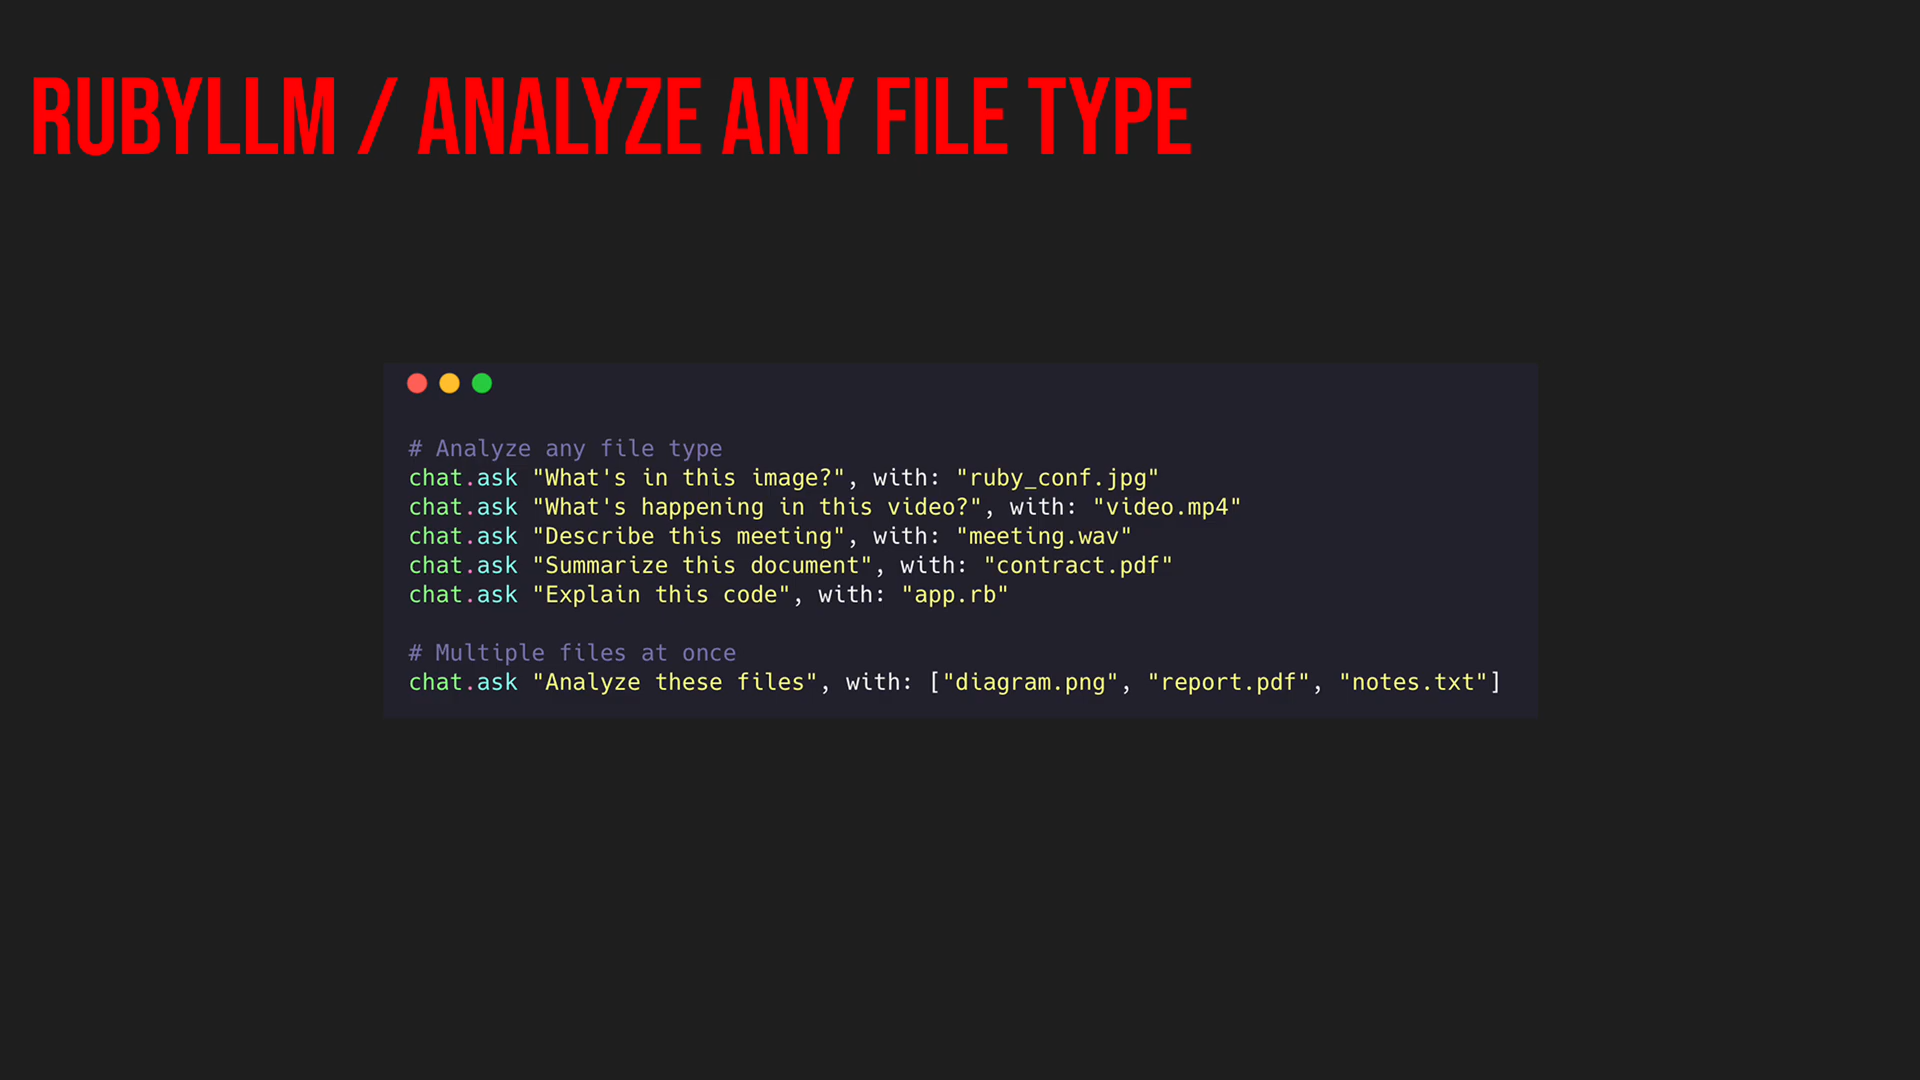 RUBYLLM / ANALYZE ANY FILE TYPE
# Analyze any file type
chat.ask "What's in this image?", with: "ruby_conf.jpg"
chat.ask "What's happening in this video?", with: "video.mp4"
chat.ask "Describe this meeting", with: "meeting.wav"
chat.ask "Summarize this document", with: "contract.pdf"
chat.ask "Explain this code", with: "app.rb"
# Multiple files at once
chat.ask "Analyze these files", with: ["diagram.png", "report.pdf", "notes.txt"]